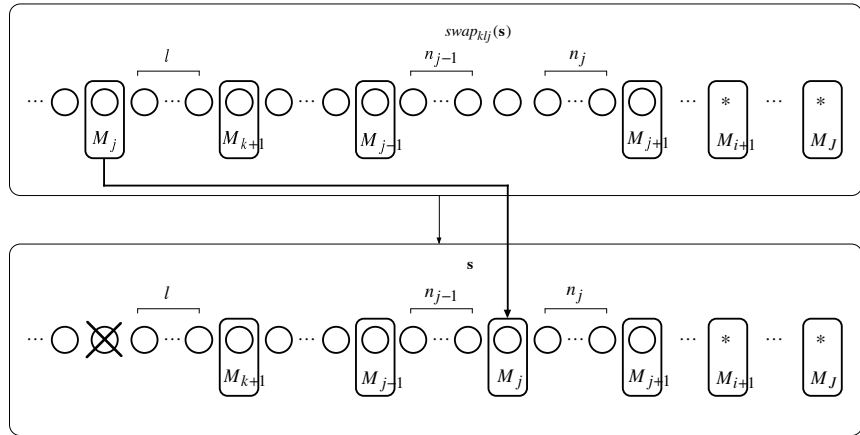 swap_{klj}(s)
l n_{j−1} n_j
⋯ ⋯ ⋯ ⋯ ⋯ ⋯ * ⋯ *
M_j M_{k+1} M_{j−1} M_{j+1} M_{i+1} M_J
s
l n_{j−1} n_j
⋯ ⋯ ⋯ ⋯ ⋯ ⋯ * ⋯ *
M_{k+1} M_{j−1} M_j M_{j+1} M_{i+1} M_J